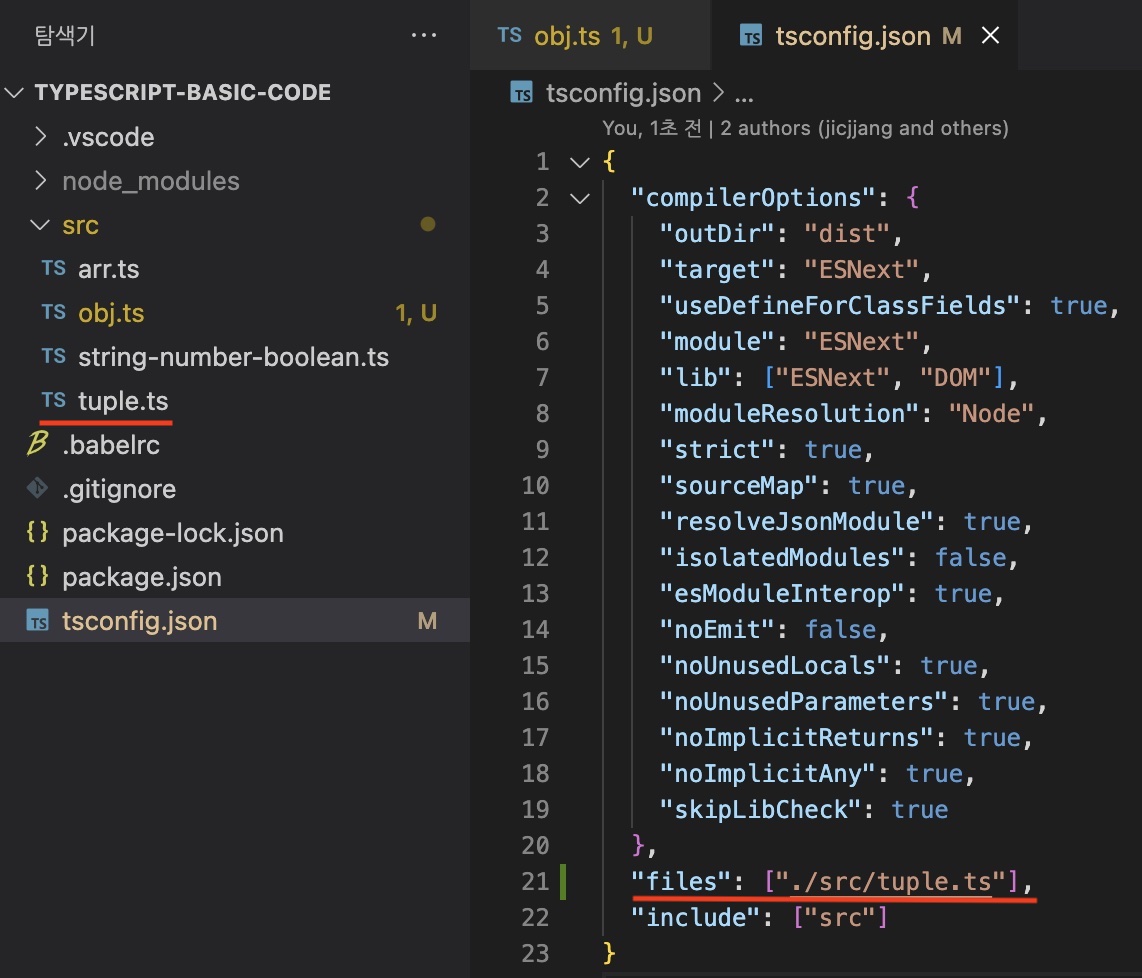 탐색기 ...
TYPESCRIPT-BASIC-CODE
.vscode
node_modules
src
TS arr.ts
TS obj.ts 1, U
TS string-number-boolean.ts
TS tuple.ts
.babelrc
.gitignore
{} package-lock.json
{} package.json
TS tsconfig.json M
TS obj.ts 1, U
TS tsconfig.json M
TS tsconfig.json > ...
You, 1초 전 | 2 authors (jicjjang and others)
1 {
2 "compilerOptions": {
3 "outDir": "dist",
4 "target": "ESNext",
5 "useDefineForClassFields": true,
6 "module": "ESNext",
7 "lib": ["ESNext", "DOM"],
8 "moduleResolution": "Node",
9 "strict": true,
10 "sourceMap": true,
11 "resolveJsonModule": true,
12 "isolatedModules": false,
13 "esModuleInterop": true,
14 "noEmit": false,
15 "noUnusedLocals": true,
16 "noUnusedParameters": true,
17 "noImplicitReturns": true,
18 "noImplicitAny": true,
19 "skipLibCheck": true
20 },
21 "files": ["./src/tuple.ts"],
22 "include": ["src"]
23 }